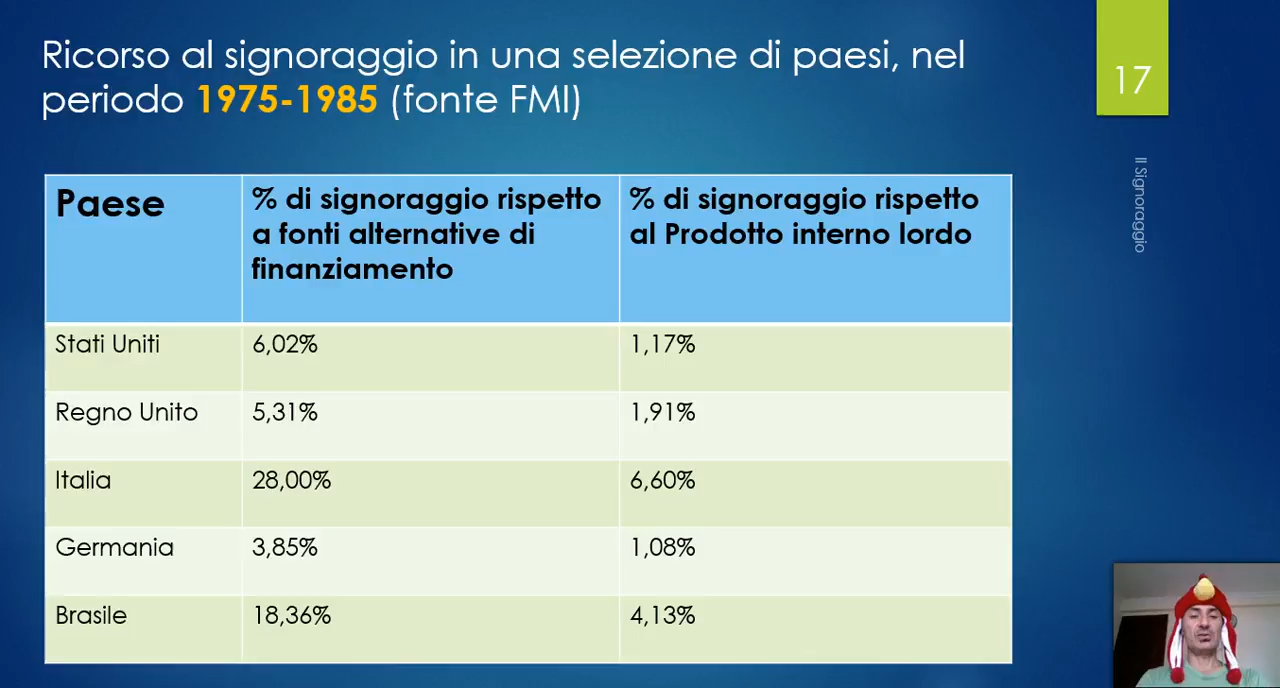 Ricorso al signoraggio in una selezione di paesi, nel
periodo 1975-1985 (fonte FMI)
17
Il Signoraggio
Paese
% di signoraggio rispetto
a fonti alternative di
finanziamento
% di signoraggio rispetto
al Prodotto interno lordo
Stati Uniti
6,02%
1,17%
Regno Unito
5,31%
1,91%
Italia
28,00%
6,60%
Germania
3,85%
1,08%
Brasile
18,36%
4,13%